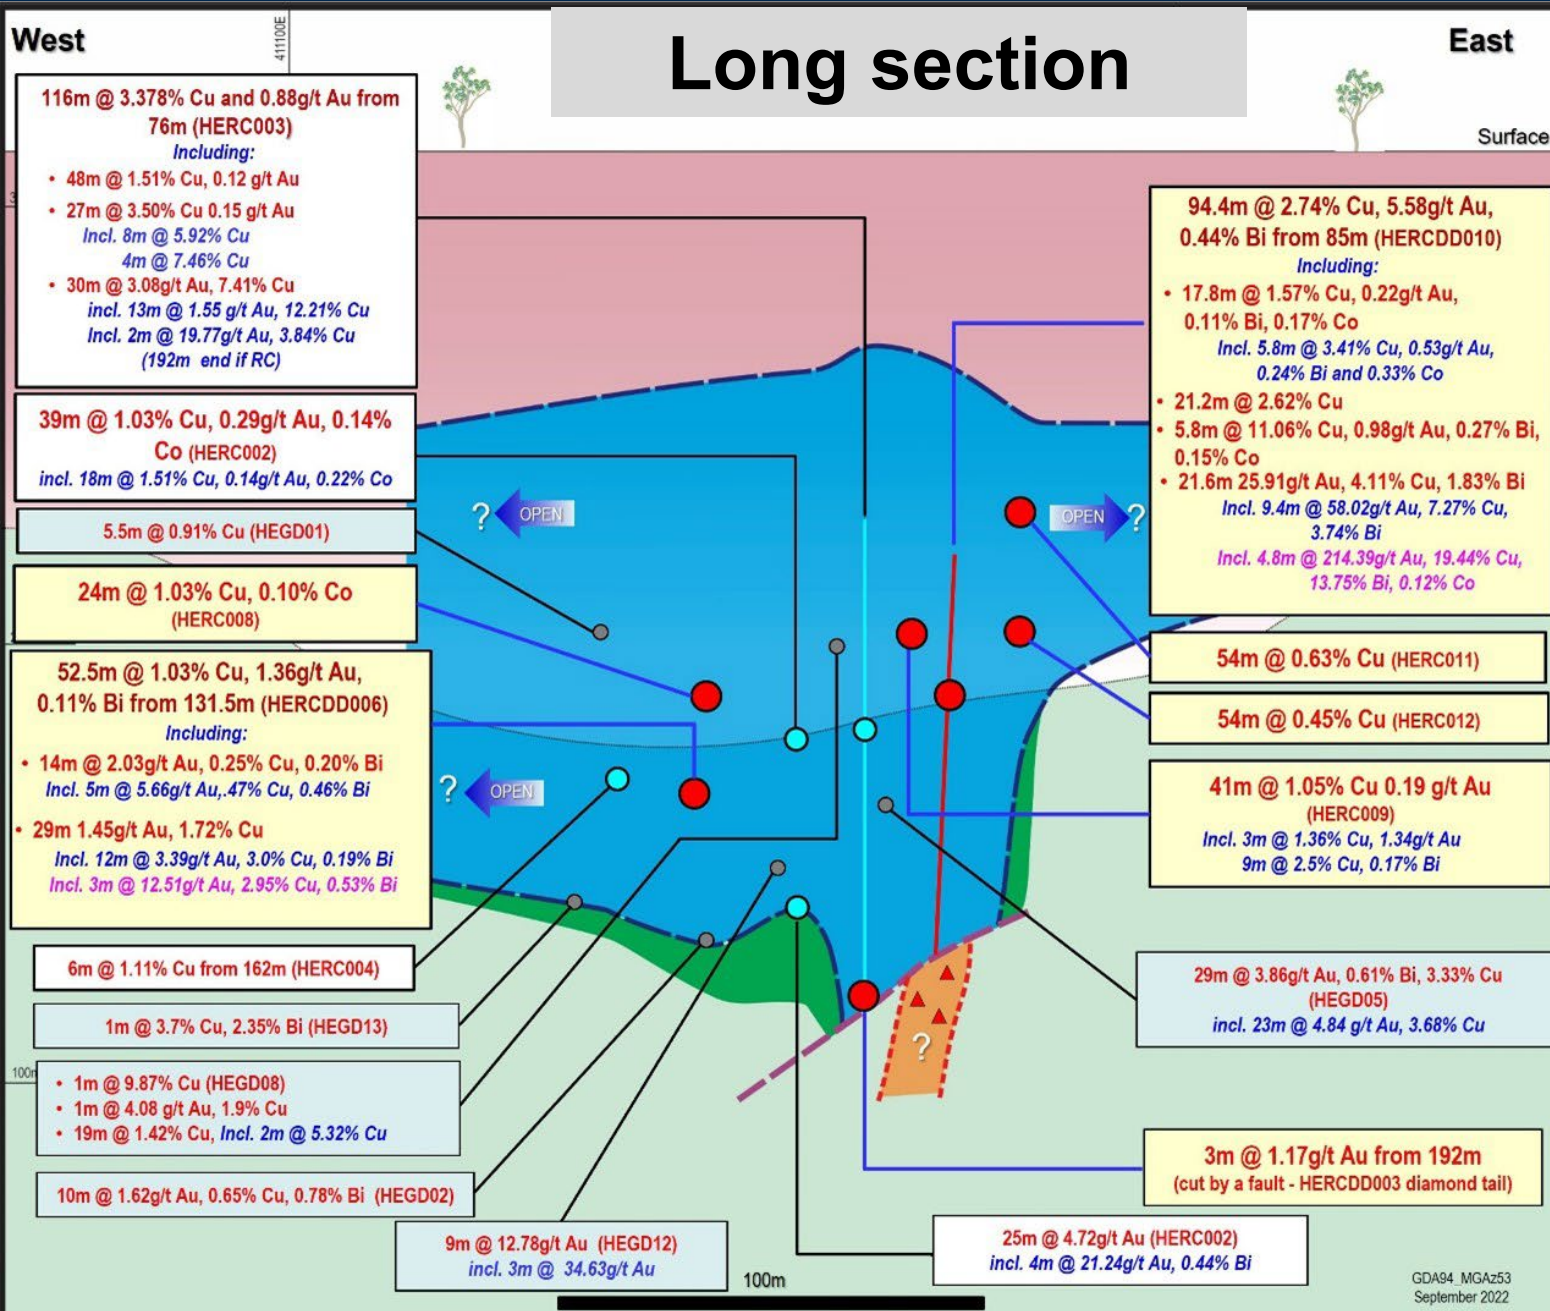 Long section
West
411100E
East
Surface
116m @ 3.378% Cu and 0.88g/t Au from
76m (HERC003)
Including:
• 48m @ 1.51% Cu, 0.12 g/t Au
• 27m @ 3.50% Cu 0.15 g/t Au
Incl. 8m @ 5.92% Cu
4m @ 7.46% Cu
• 30m @ 3.08g/t Au, 7.41% Cu
incl. 13m @ 1.55 g/t Au, 12.21% Cu
Incl. 2m @ 19.77g/t Au, 3.84% Cu
(192m end if RC)
39m @ 1.03% Cu, 0.29g/t Au, 0.14%
Co (HERC002)
incl. 18m @ 1.51% Cu, 0.14g/t Au, 0.22% Co
5.5m @ 0.91% Cu (HEGD01)
24m @ 1.03% Cu, 0.10% Co
(HERC008)
52.5m @ 1.03% Cu, 1.36g/t Au,
0.11% Bi from 131.5m (HERCDD006)
Including:
• 14m @ 2.03g/t Au, 0.25% Cu, 0.20% Bi
Incl. 5m @ 5.66g/t Au,.47% Cu, 0.46% Bi
• 29m 1.45g/t Au, 1.72% Cu
Incl. 12m @ 3.39g/t Au, 3.0% Cu, 0.19% Bi
Incl. 3m @ 12.51g/t Au, 2.95% Cu, 0.53% Bi
6m @ 1.11% Cu from 162m (HERC004)
1m @ 3.7% Cu, 2.35% Bi (HEGD13)
100m
• 1m @ 9.87% Cu (HEGD08)
• 1m @ 4.08 g/t Au, 1.9% Cu
• 19m @ 1.42% Cu, Incl. 2m @ 5.32% Cu
10m @ 1.62g/t Au, 0.65% Cu, 0.78% Bi (HEGD02)
9m @ 12.78g/t Au (HEGD12)
incl. 3m @ 34.63g/t Au
? OPEN
? OPEN
OPEN ?
?
94.4m @ 2.74% Cu, 5.58g/t Au,
0.44% Bi from 85m (HERCDD010)
Including:
• 17.8m @ 1.57% Cu, 0.22g/t Au,
0.11% Bi, 0.17% Co
Incl. 5.8m @ 3.41% Cu, 0.53g/t Au,
0.24% Bi and 0.33% Co
• 21.2m @ 2.62% Cu
• 5.8m @ 11.06% Cu, 0.98g/t Au, 0.27% Bi,
0.15% Co
• 21.6m 25.91g/t Au, 4.11% Cu, 1.83% Bi
Incl. 9.4m @ 58.02g/t Au, 7.27% Cu,
3.74% Bi
Incl. 4.8m @ 214.39g/t Au, 19.44% Cu,
13.75% Bi, 0.12% Co
54m @ 0.63% Cu (HERC011)
54m @ 0.45% Cu (HERC012)
41m @ 1.05% Cu 0.19 g/t Au
(HERC009)
Incl. 3m @ 1.36% Cu, 1.34g/t Au
9m @ 2.5% Cu, 0.17% Bi
29m @ 3.86g/t Au, 0.61% Bi, 3.33% Cu
(HEGD05)
incl. 23m @ 4.84 g/t Au, 3.68% Cu
3m @ 1.17g/t Au from 192m
(cut by a fault - HERCDD003 diamond tail)
25m @ 4.72g/t Au (HERC002)
incl. 4m @ 21.24g/t Au, 0.44% Bi
100m
GDA94_MGAz53
September 2022